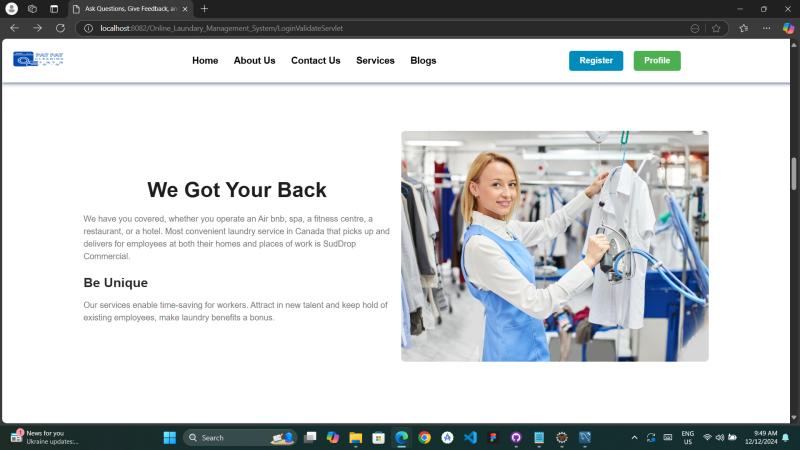 Ask Questions, Give Feedback, an
localhost:8082/Online_Laundary_Management_System/LoginValidateServlet
PAY PAY
Home About Us Contact Us Services Blogs Register Profile
We Got Your Back
We have you covered, whether you operate an Air bnb, spa, a fitness centre, a
restaurant, or a hotel. Most convenient laundry service in Canada that picks up and
delivers for employees at both their homes and places of work is SudDrop
Commercial.
Be Unique
Our services enable time-saving for workers. Attract in new talent and keep hold of
existing employees, make laundry benefits a bonus.
1
News for you
Ukraine updates:...
Search
ENG
US
9:49 AM
12/12/2024